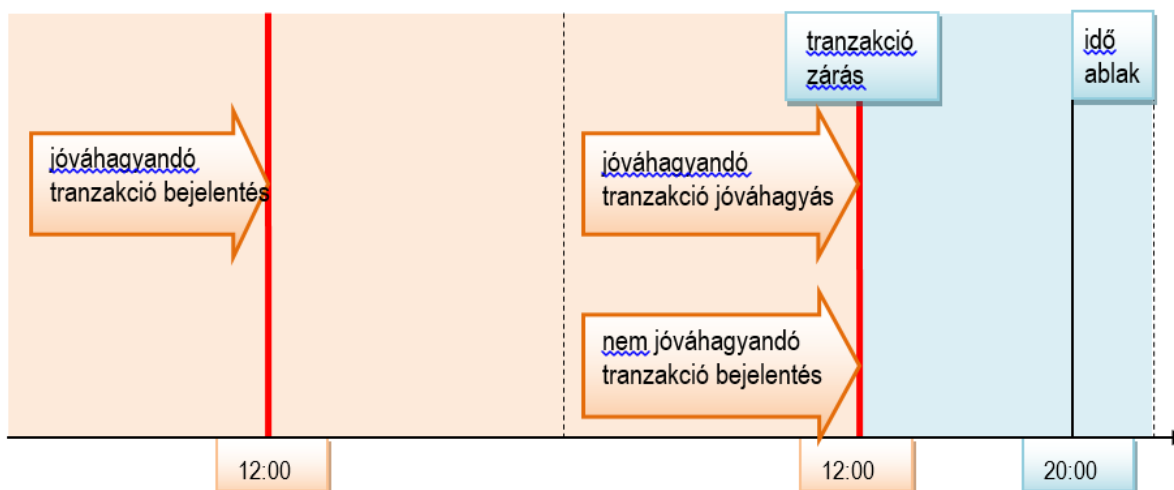 tranzakció
zárás
idő
ablak
jóváhagyandó
tranzakció bejelentés
jóváhagyandó
tranzakció jóváhagyás
nem jóváhagyandó
tranzakció bejelentés
12:00
12:00
20:00